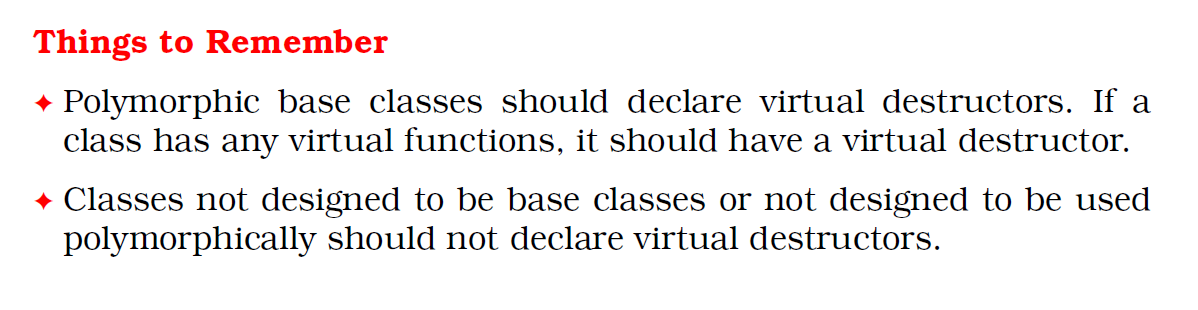 Things to Remember
✦ Polymorphic base classes should declare virtual destructors. If a
class has any virtual functions, it should have a virtual destructor.
✦ Classes not designed to be base classes or not designed to be used
polymorphically should not declare virtual destructors.